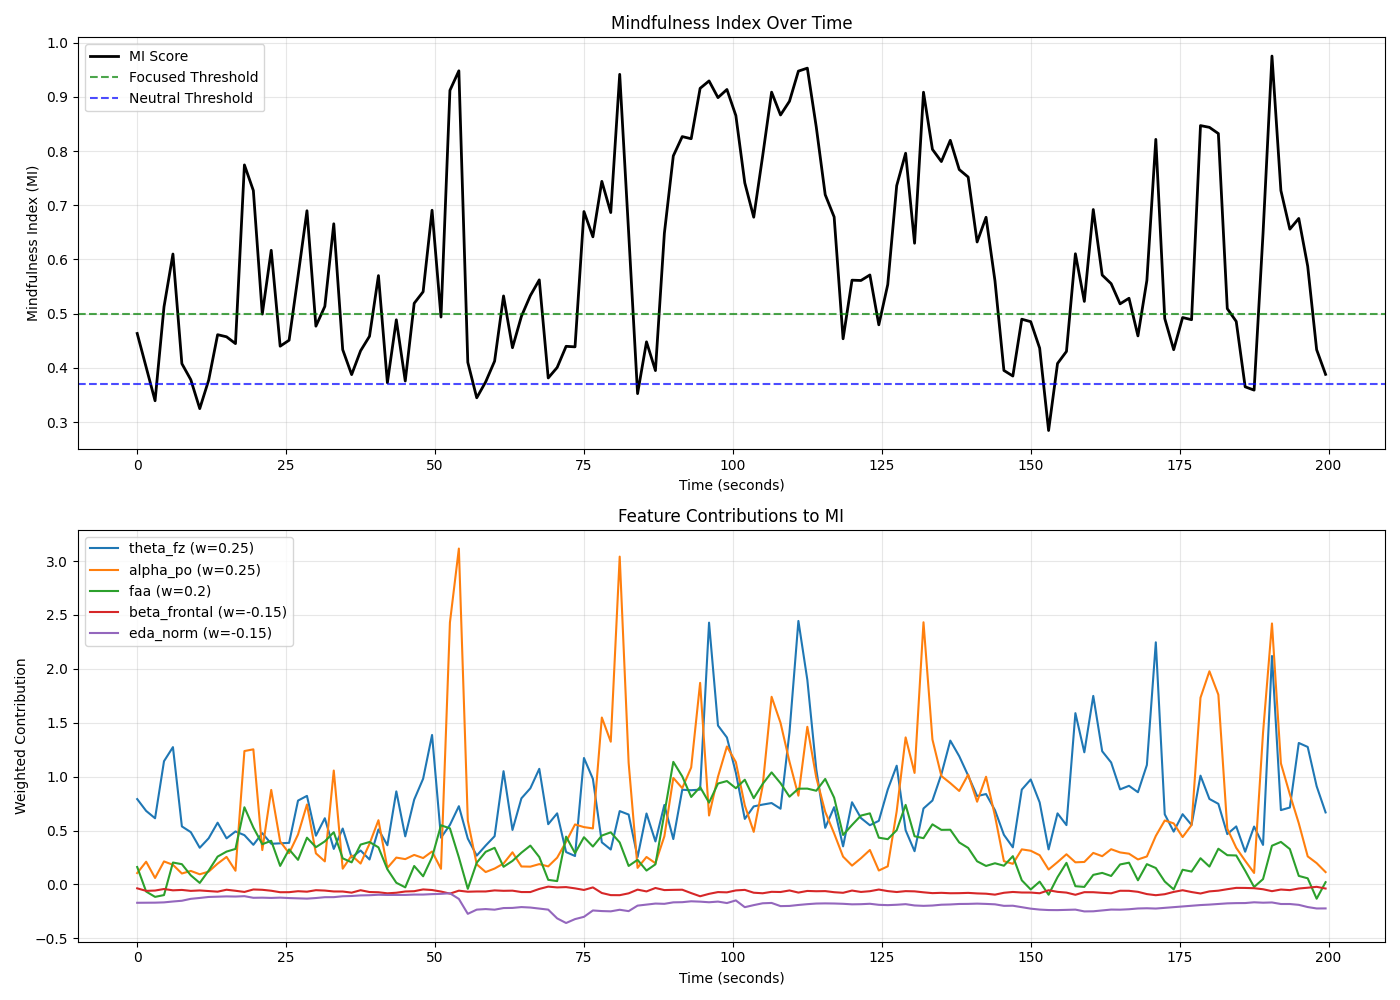 Mindfulness Index Over Time
MI Score
Focused Threshold
Neutral Threshold
Mindfulness Index (MI)
1.0
0.9
0.8
0.7
0.6
0.5
0.4
0.3
0 25 50 75 100 125 150 175 200
Time (seconds)
Feature Contributions to MI
theta_fz (w=0.25)
alpha_po (w=0.25)
faa (w=0.2)
beta_frontal (w=-0.15)
eda_norm (w=-0.15)
Weighted Contribution
3.0
2.5
2.0
1.5
1.0
0.5
0.0
−0.5
0 25 50 75 100 125 150 175 200
Time (seconds)